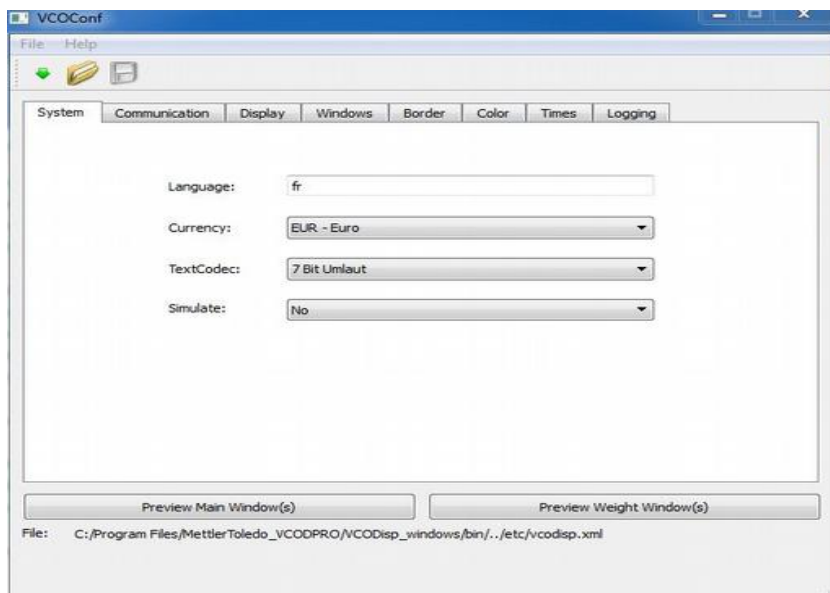 VCOConf
File Help
System Communication Display Windows Border Color Times Logging
Language: fr
Currency: EUR - Euro
TextCodec: 7 Bit Umlaut
Simulate: No
Preview Main Window(s) Preview Weight Window(s)
File: C:/Program Files/MettlerToledo_VCODPRO/VCODisp_windows/bin/../etc/vcodisp.xml